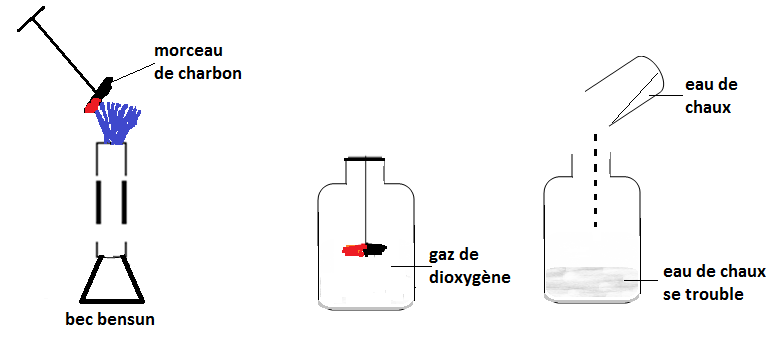 morceau
de charbon
eau de
chaux
gaz de
dioxygène
eau de chaux
se trouble
bec bensun